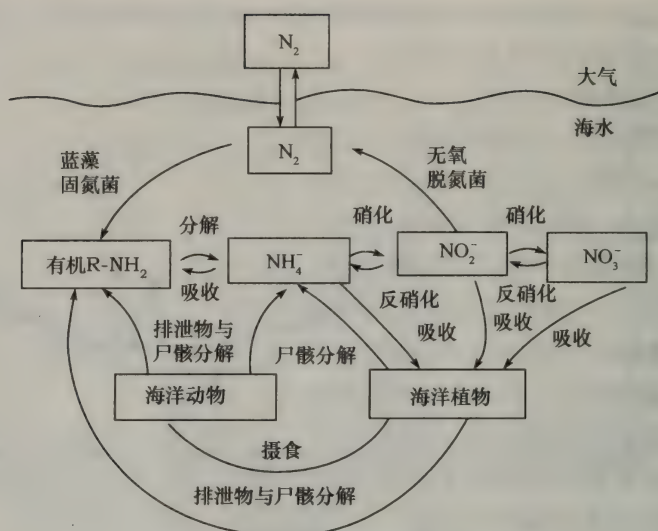 N₂
大气
海水
N₂
蓝藻
固氮菌
无氧
脱氮菌
分解
硝化
硝化
有机R-NH₂
NH₄⁻
NO₂⁻
NO₃⁻
吸收
反硝化
反硝化
吸收
吸收
吸收
排泄物与
尸骸分解
尸骸分解
海洋动物
海洋植物
摄食
排泄物与尸骸分解